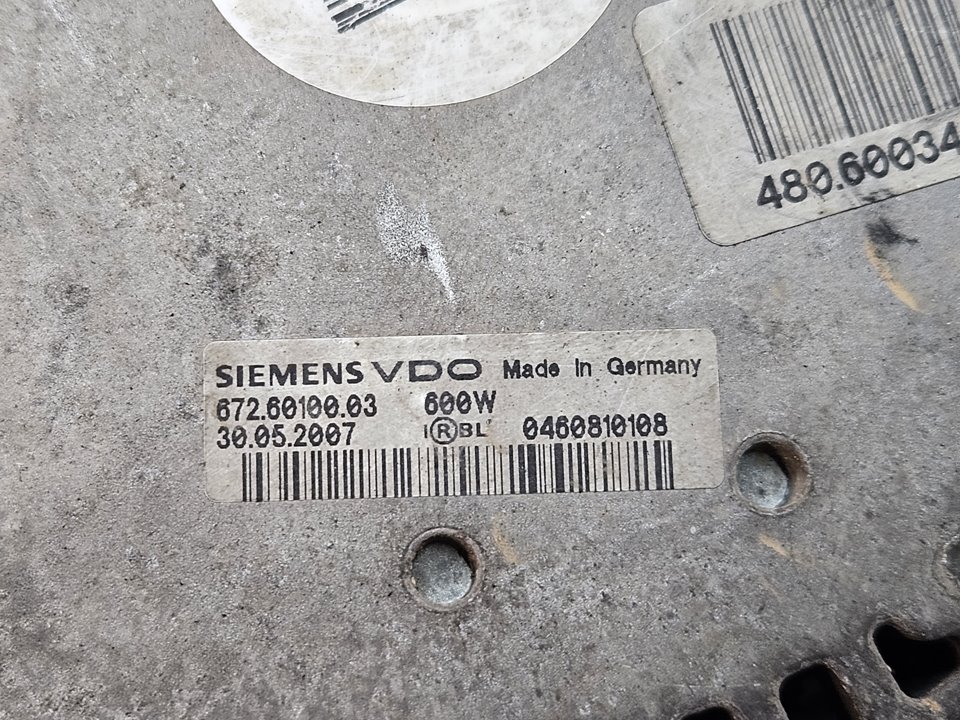 480.60034
SIEMENS VDO Made In Germany
672.60100.03 600W
30.05.2007 ®BL 0460810108